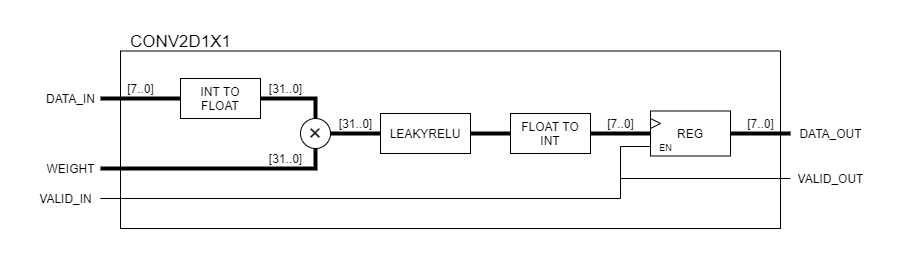 CONV2D1X1
DATA_IN
[7..0]
INT TO
FLOAT
[31..0]
×
[31..0]
[31..0]
WEIGHT
VALID_IN
LEAKYRELU
FLOAT TO
INT
[7..0]
REG
EN
[7..0]
DATA_OUT
VALID_OUT